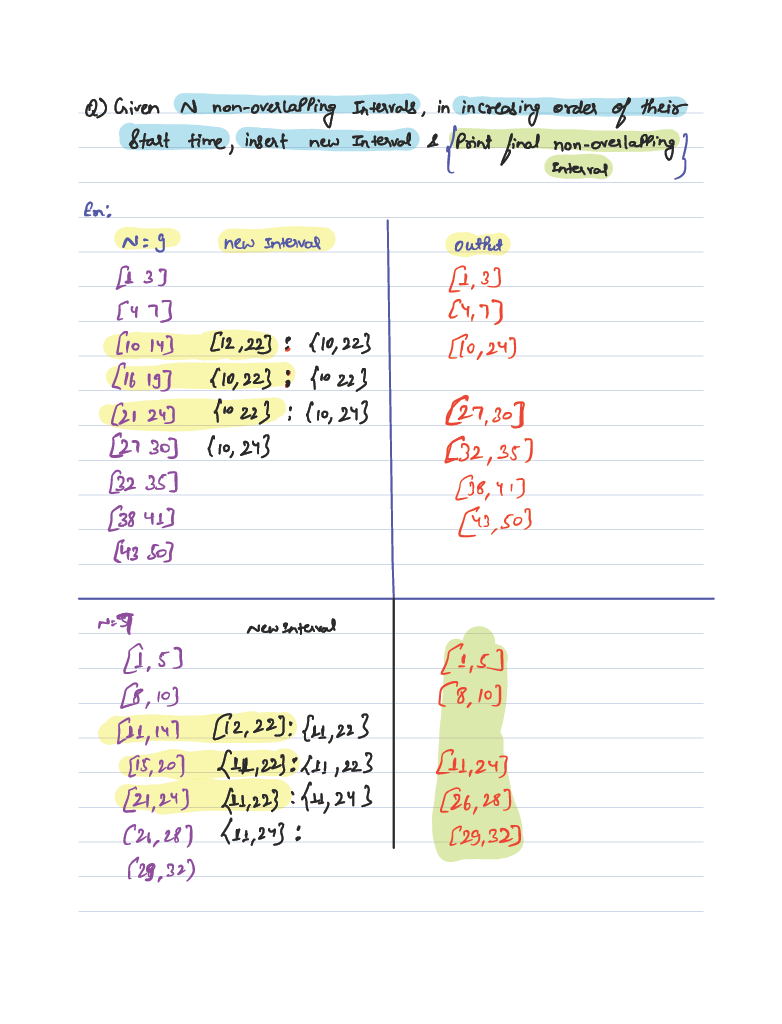 Q) Given N non-overlapping Intervals, in increasing order of their
Start time, insert new Interval & {Print final non-overlapping
Interval}
Ex:
N = 9 new Interval output
[1 3] [1, 3]
[4 7] [4, 7]
[10 14] [12, 22] : {10, 22} [10, 24]
[16 19] {10, 22} : {10 22}
[21 24] {10 22} : {10, 24} [27, 30]
[27 30] {10, 24} [32, 35]
[32 35] [38, 41]
[38 41] [43, 50]
[43 50]
New Interval
[1, 5] [1, 5]
[8, 10] [8, 10]
[11, 14] [12, 22] : {11, 22}
[15, 20] {11, 22} : {11, 22} [11, 24]
[21, 24] {11, 22} : {11, 24} [26, 28]
(21, 28] {11, 24} : [29, 32]
(29, 32)